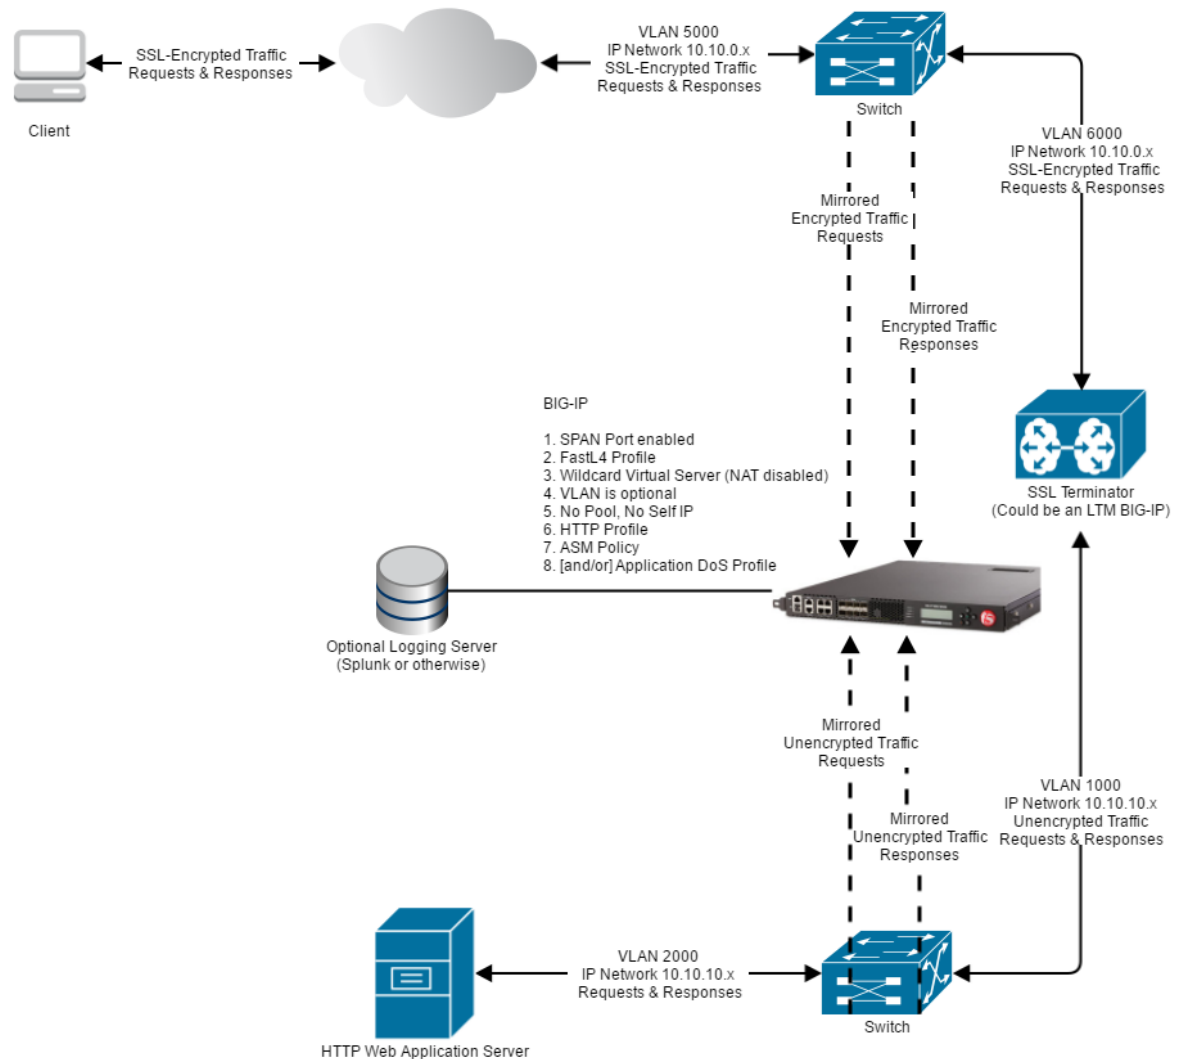 SSL-Encrypted Traffic
Requests & Responses
Client
VLAN 5000
IP Network 10.10.0.x
SSL-Encrypted Traffic
Requests & Responses
Switch
VLAN 6000
IP Network 10.10.0.x
SSL-Encrypted Traffic
Requests & Responses
Mirrored
Encrypted Traffic
Requests
Mirrored
Encrypted Traffic
Responses
BIG-IP
1. SPAN Port enabled
2. FastL4 Profile
3. Wildcard Virtual Server (NAT disabled)
4. VLAN is optional
5. No Pool, No Self IP
6. HTTP Profile
7. ASM Policy
8. [and/or] Application DoS Profile
SSL Terminator
(Could be an LTM BIG-IP)
f5
Optional Logging Server
(Splunk or otherwise)
Mirrored
Unencrypted Traffic
Requests
Mirrored
Unencrypted Traffic
Responses
VLAN 1000
IP Network 10.10.10.x
Unencrypted Traffic
Requests & Responses
VLAN 2000
IP Network 10.10.10.x
Requests & Responses
Switch
HTTP Web Application Server